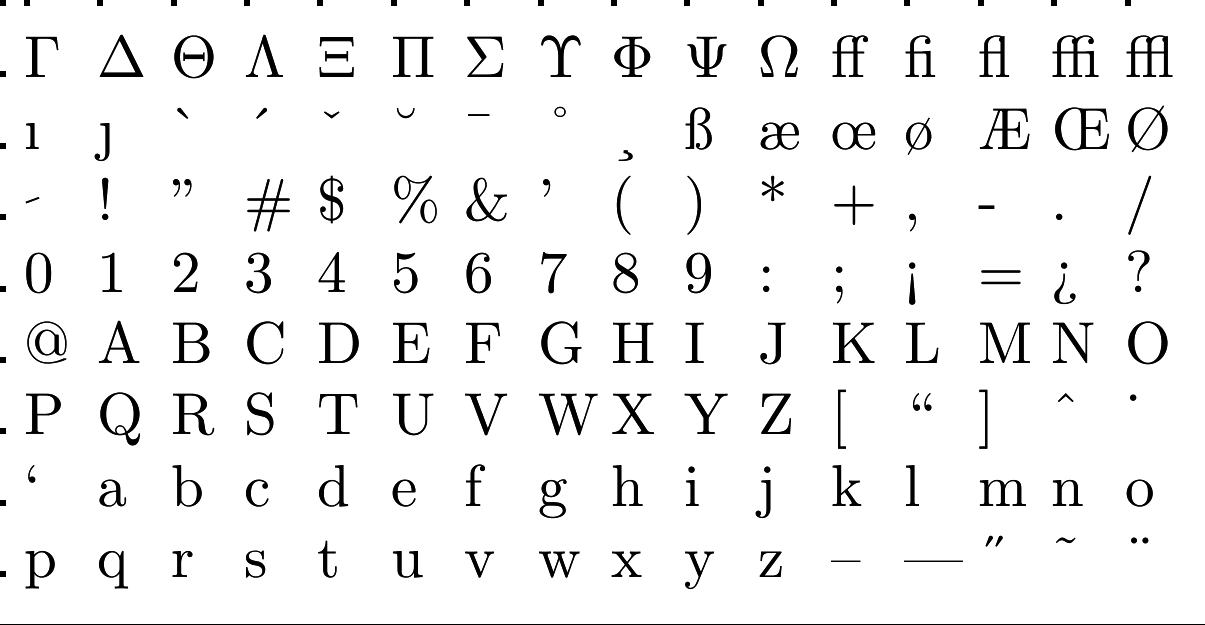 Γ Δ Θ Λ Ξ Π Σ Υ Φ Ψ Ω ff fi fl ffi ffl
ı ȷ ` ´ ˇ ˘ ¯ ˚ ¸ ß æ œ ø Æ Œ Ø
- ! ” # $ % & ’ ( ) * + , - . /
0 1 2 3 4 5 6 7 8 9 : ; ¡ = ¿ ?
@ A B C D E F G H I J K L M N O
P Q R S T U V W X Y Z [ “ ] ˆ ˙
‘ a b c d e f g h i j k l m n o
p q r s t u v w x y z – — ˝ ˜ ¨